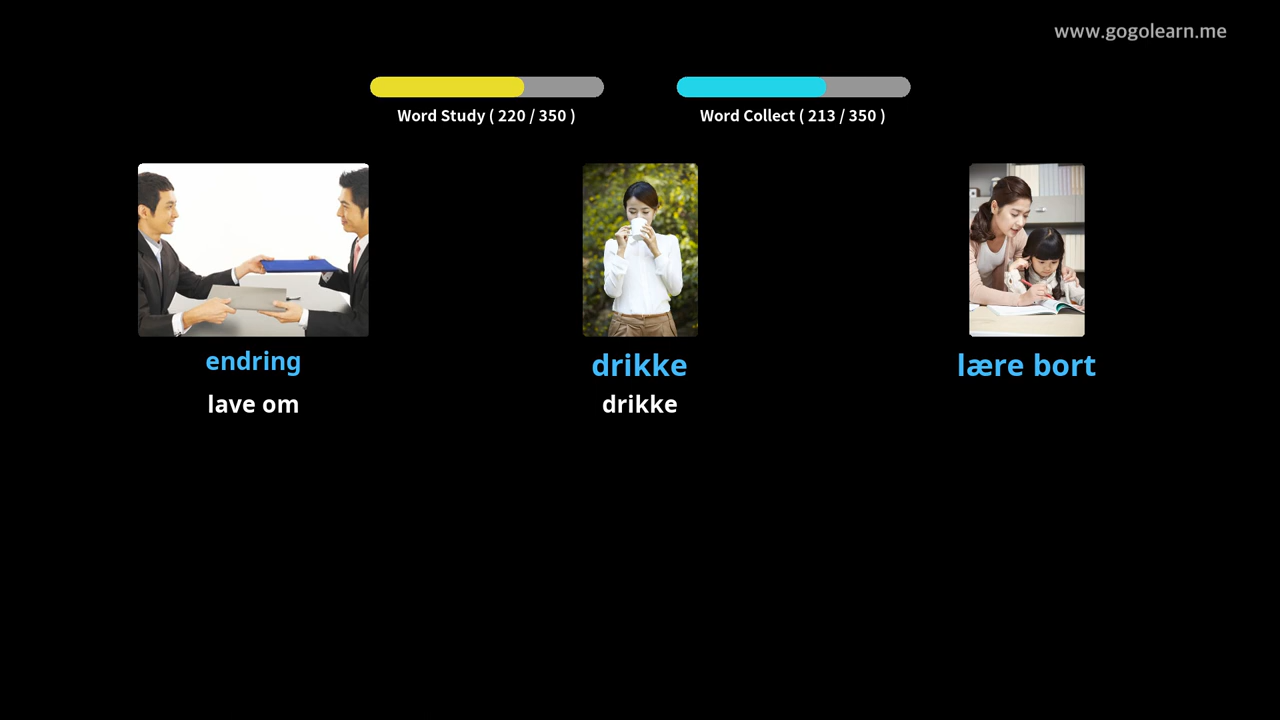 www.gogolearn.me
Word Study ( 220 / 350 )
Word Collect ( 213 / 350 )
endring
drikke
lære bort
lave om
drikke